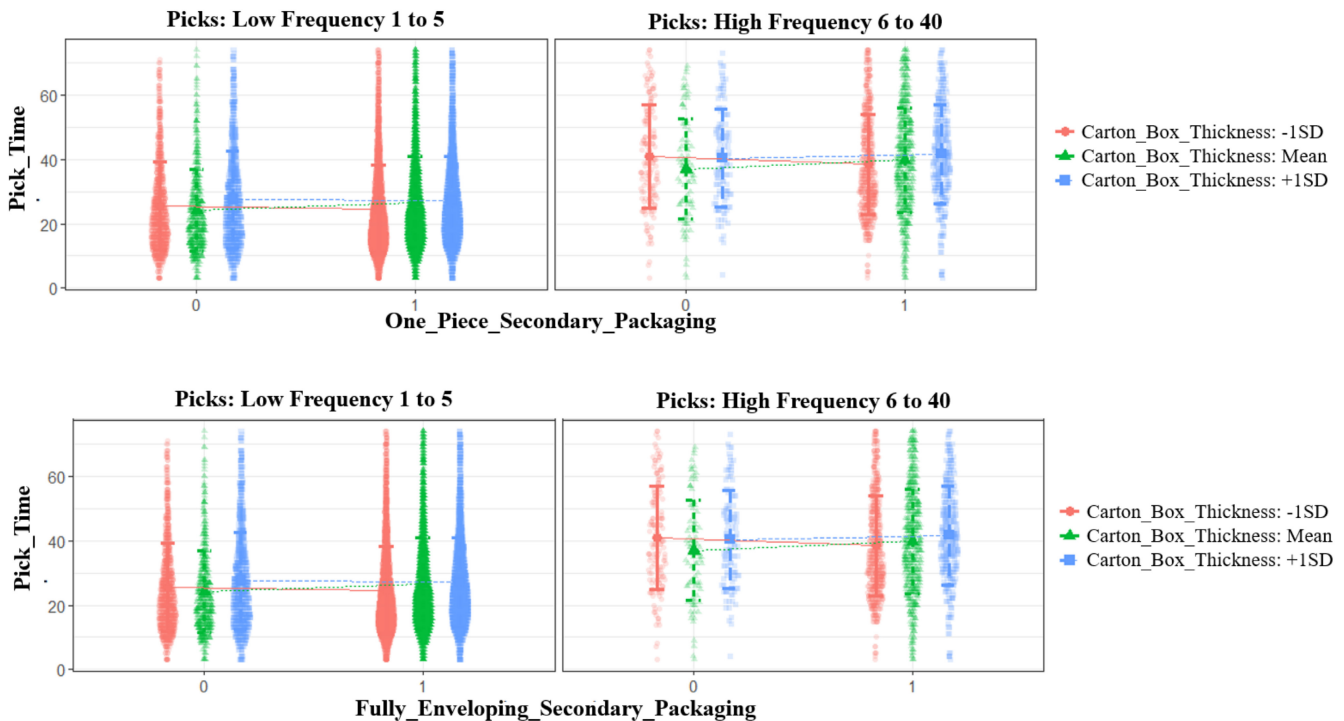 Picks: Low Frequency 1 to 5
Picks: High Frequency 6 to 40
Pick_Time
60
40
20
0
0
1
0
1
One_Piece_Secondary_Packaging
Carton_Box_Thickness: -1SD
Carton_Box_Thickness: Mean
Carton_Box_Thickness: +1SD
Picks: Low Frequency 1 to 5
Picks: High Frequency 6 to 40
Pick_Time
60
40
20
0
0
1
0
1
Fully_Enveloping_Secondary_Packaging
Carton_Box_Thickness: -1SD
Carton_Box_Thickness: Mean
Carton_Box_Thickness: +1SD